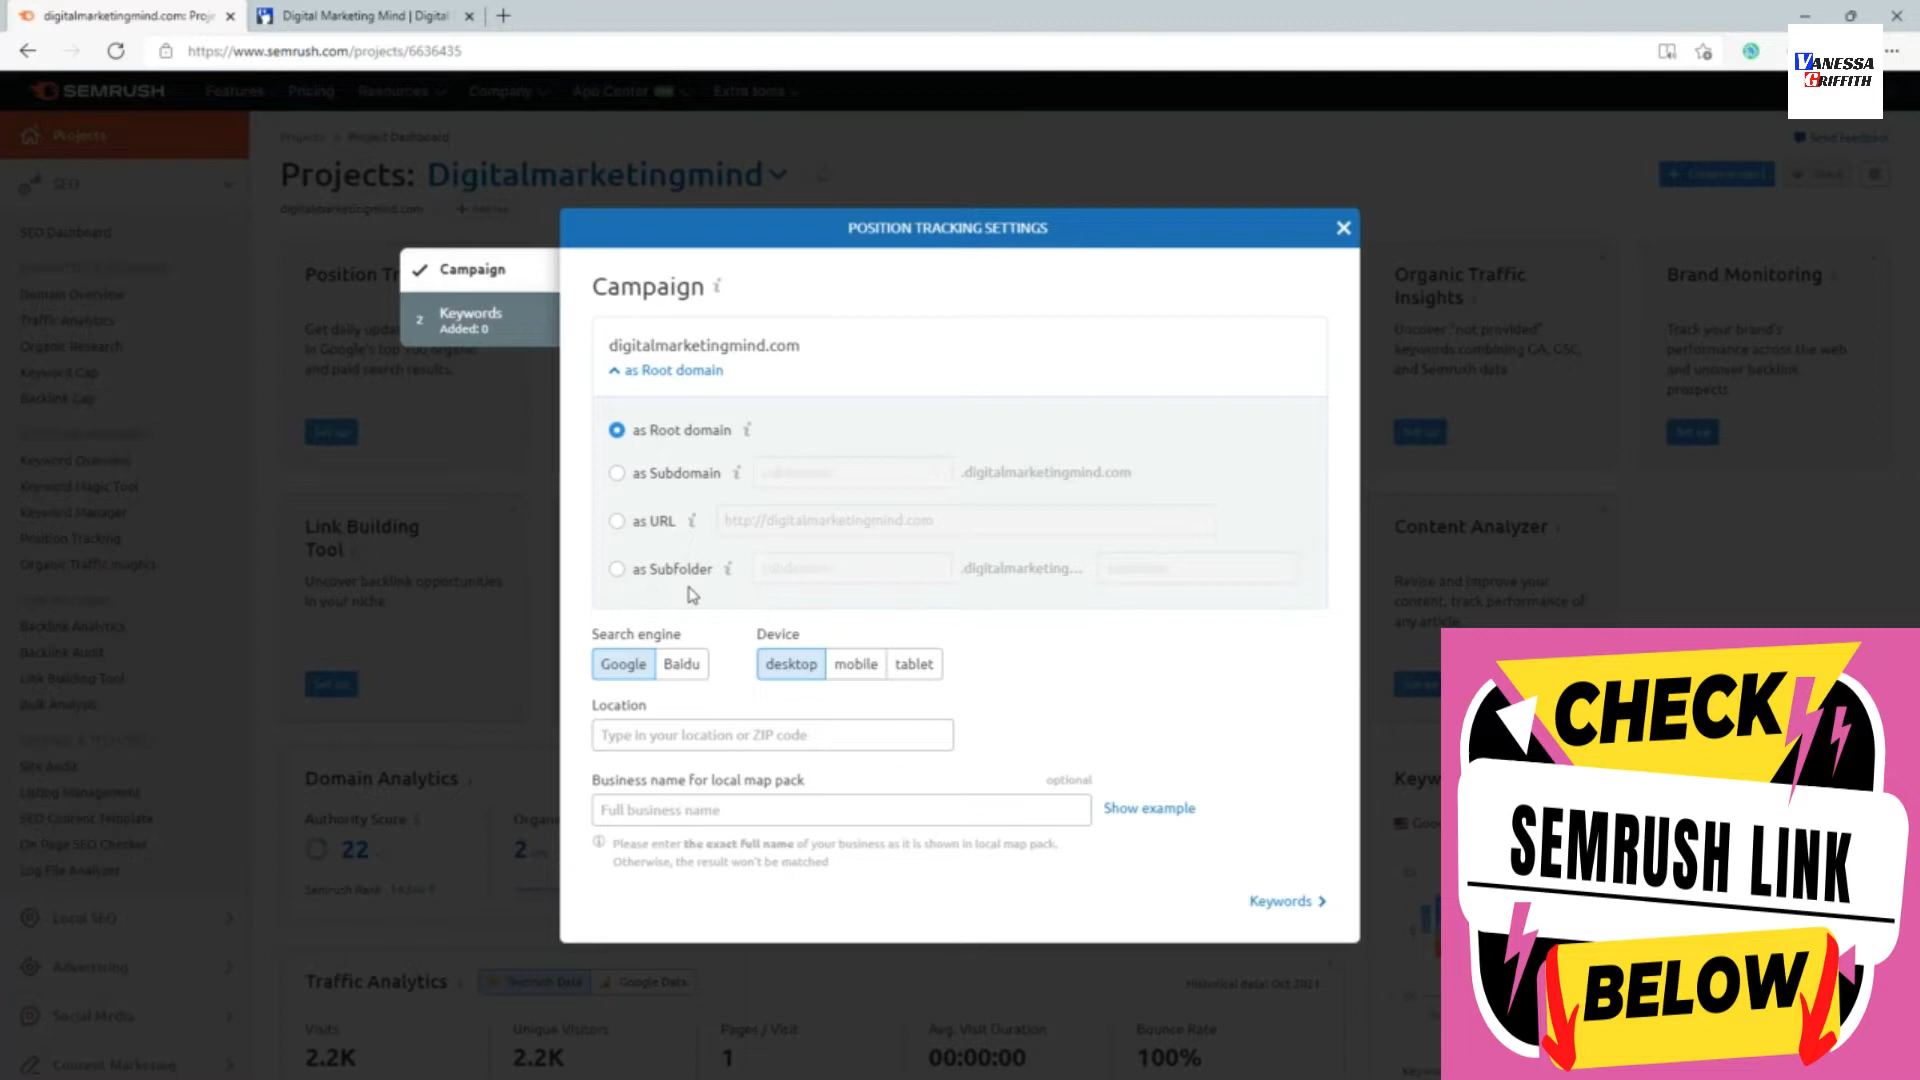 digitalmarketingmind.com: Proje
Digital Marketing Mind | Digital
https://www.semrush.com/projects/6636435
VANESSA
GRIFFITH
SEMRUSH
Features
Pricing
Resources
Company
App Center
Extra tools
Projects
Projects
Project Dashboard
Send feedback
SEO
Projects: Digitalmarketingmind
digitalmarketingmind.com
SEO Dashboard
Domain Overview
Traffic Analytics
Organic Research
Keyword Gap
Backlink Gap
Keyword Overview
Keyword Magic Tool
Keyword Manager
Position Tracking
Organic Traffic Insights
Backlink Analytics
Backlink Audit
Link Building Tool
Bulk Analysis
Site Audit
Listing Management
SEO Content Template
On Page SEO Checker
Log File Analyzer
Local SEO
Advertising
Social Media
Content Marketing
Position Tr
Get daily upda
in Google's top 100 organic
and paid search results.
Set up
Link Building
Tool
Uncover backlink opportunities
in your niche
Set up
POSITION TRACKING SETTINGS
Campaign
2 Keywords
Added: 0
Campaign
digitalmarketingmind.com
as Root domain
as Root domain
as Subdomain
.digitalmarketingmind.com
as URL
http://digitalmarketingmind.com
as Subfolder
.digitalmarketing...
Search engine
Google
Baidu
Device
desktop
mobile
tablet
Location
Type in your location or ZIP code
Business name for local map pack
optional
Full business name
Show example
Please enter the exact full name of your business as it is shown in local map pack.
Otherwise, the result won't be matched
Keywords
Organic Traffic
Insights
Uncover "not provided"
keywords combining GA, GSC,
and Semrush data
Set up
Brand Monitoring
Track your brand's
performance across the web
and uncover backlink
prospects
Set up
Content Analyzer
Revise and improve your
content, track performance of
any article.
Domain Analytics
Authority Score
22
Semrush Rank
Organ
2
Traffic Analytics
Semrush Data
Google Data
Historical data: Oct 2021
Visits
2.2K
Unique Visitors
2.2K
Pages / Visit
1
Avg. Visit Duration
00:00:00
Bounce Rate
100%
CHECK
SEMRUSH LINK
BELOW